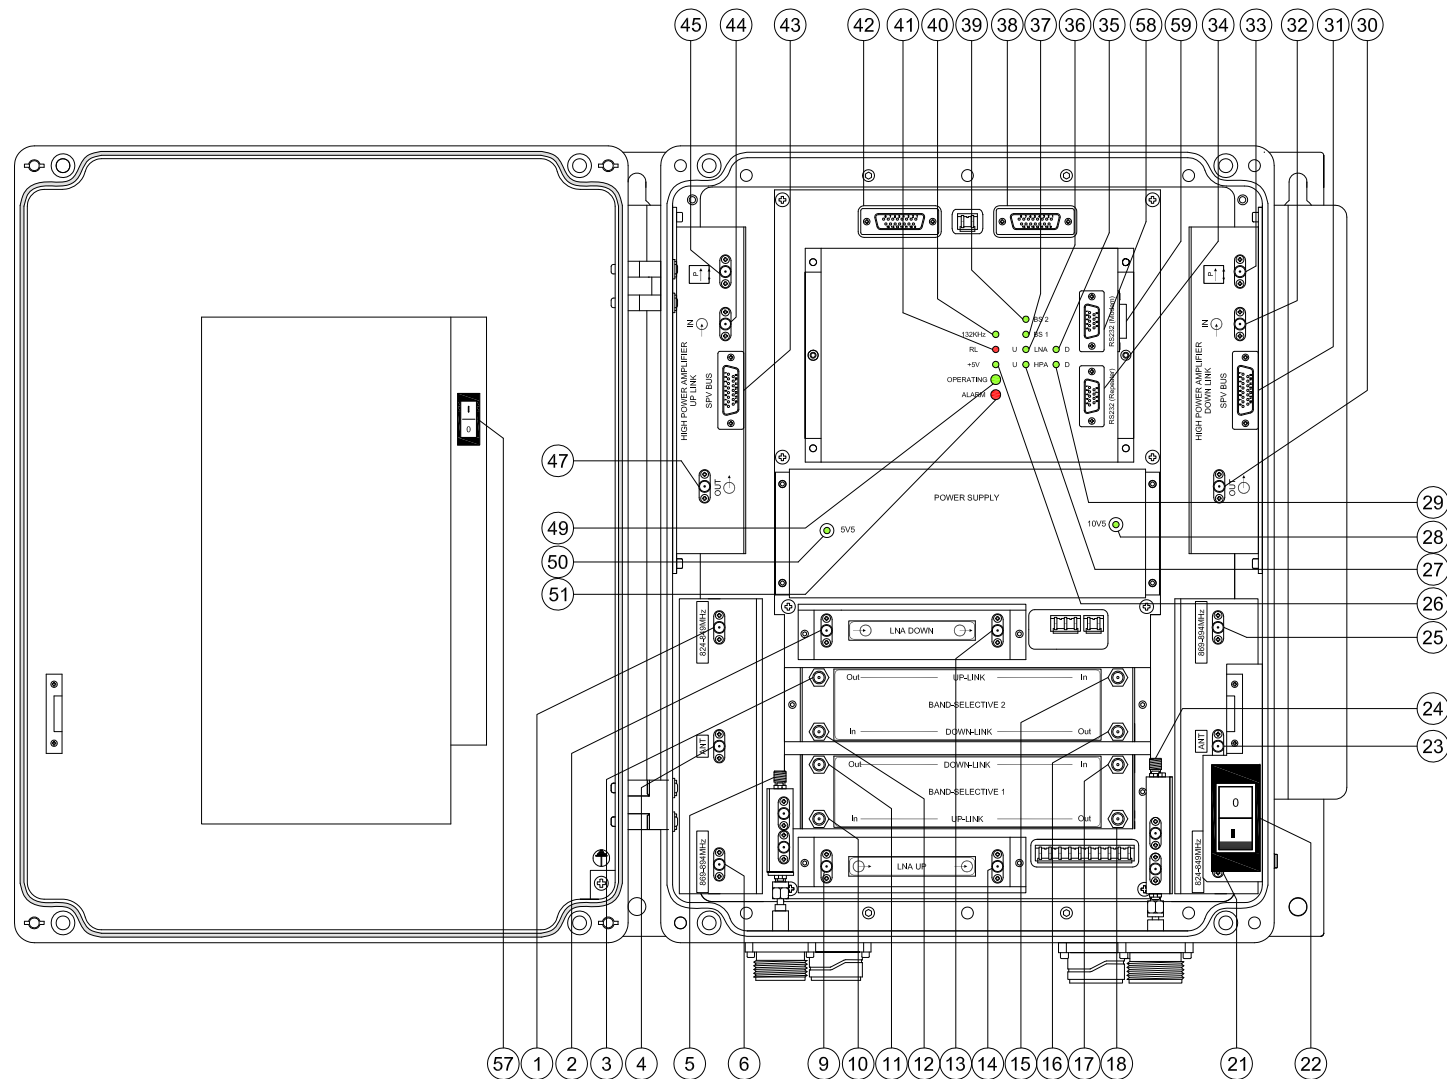 45 44 43 42 41 40 39 38 37 36 35 58 59 34 33 32 31 30
P
IN
HIGH POWER AMPLIFIER
UP LINK
SPV BUS
OUT
132KHz
RL
+5V
OPERATING
ALARM
BS 2
BS 1
U LNA D
U HPA D
RS232 (Modem)
RS232 (Repeater)
P
IN
HIGH POWER AMPLIFIER
DOWN LINK
SPV BUS
OUT
I
0
47
49
50
51
POWER SUPPLY
5V5
10V5
29
28
27
26
25
24
23
824-849MHz
ANT
869-894MHz
LNA DOWN
Out UP-LINK In
BAND-SELECTIVE 2
In DOWN-LINK Out
Out DOWN-LINK In
BAND-SELECTIVE 1
In UP-LINK Out
LNA UP
869-894MHz
ANT
824-849MHz
0
I
57 1 2 3 4 5 6 9 10 11 12 13 14 15 16 17 18 21 22